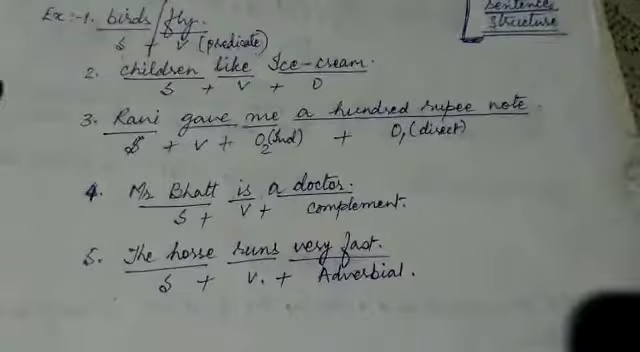 Sentence
Structure
Ex:-1. birds / fly.
S + V (predicate)
2. children like Ice-cream.
S + V + O
3. Rani gave me a hundred rupee note.
S + V + O2(Ind) + O1(direct)
4. Mr Bhatt is a doctor.
S + V + complement.
5. The horse runs very fast.
S + V. + Adverbial.